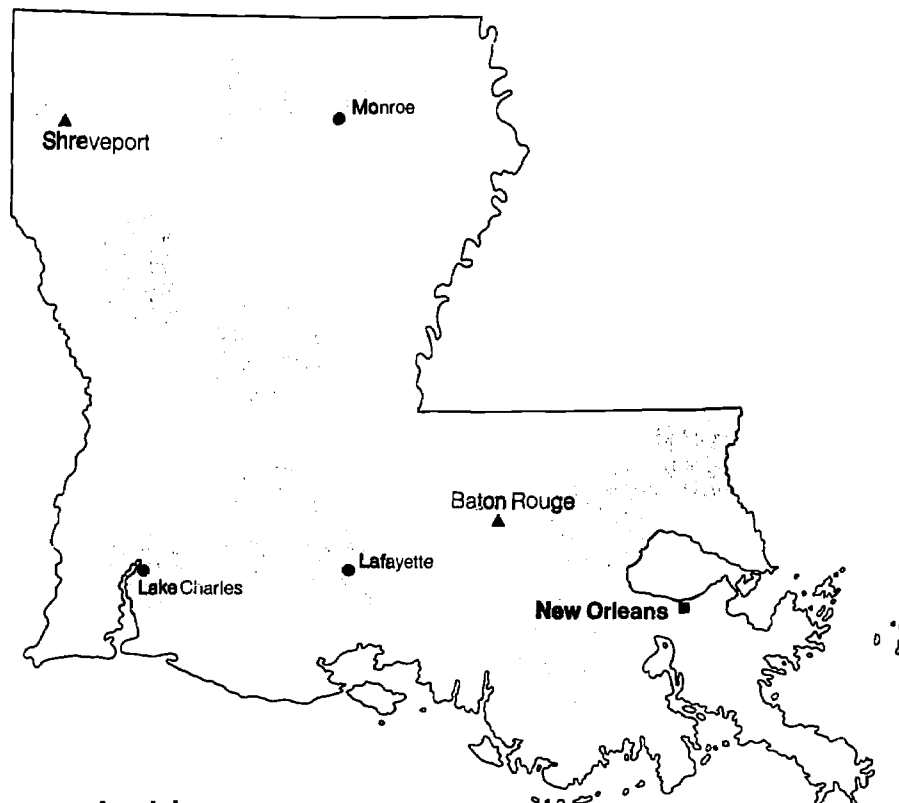 Monroe
Shreveport
Baton Rouge
Lafayette
Lake Charles
New Orleans